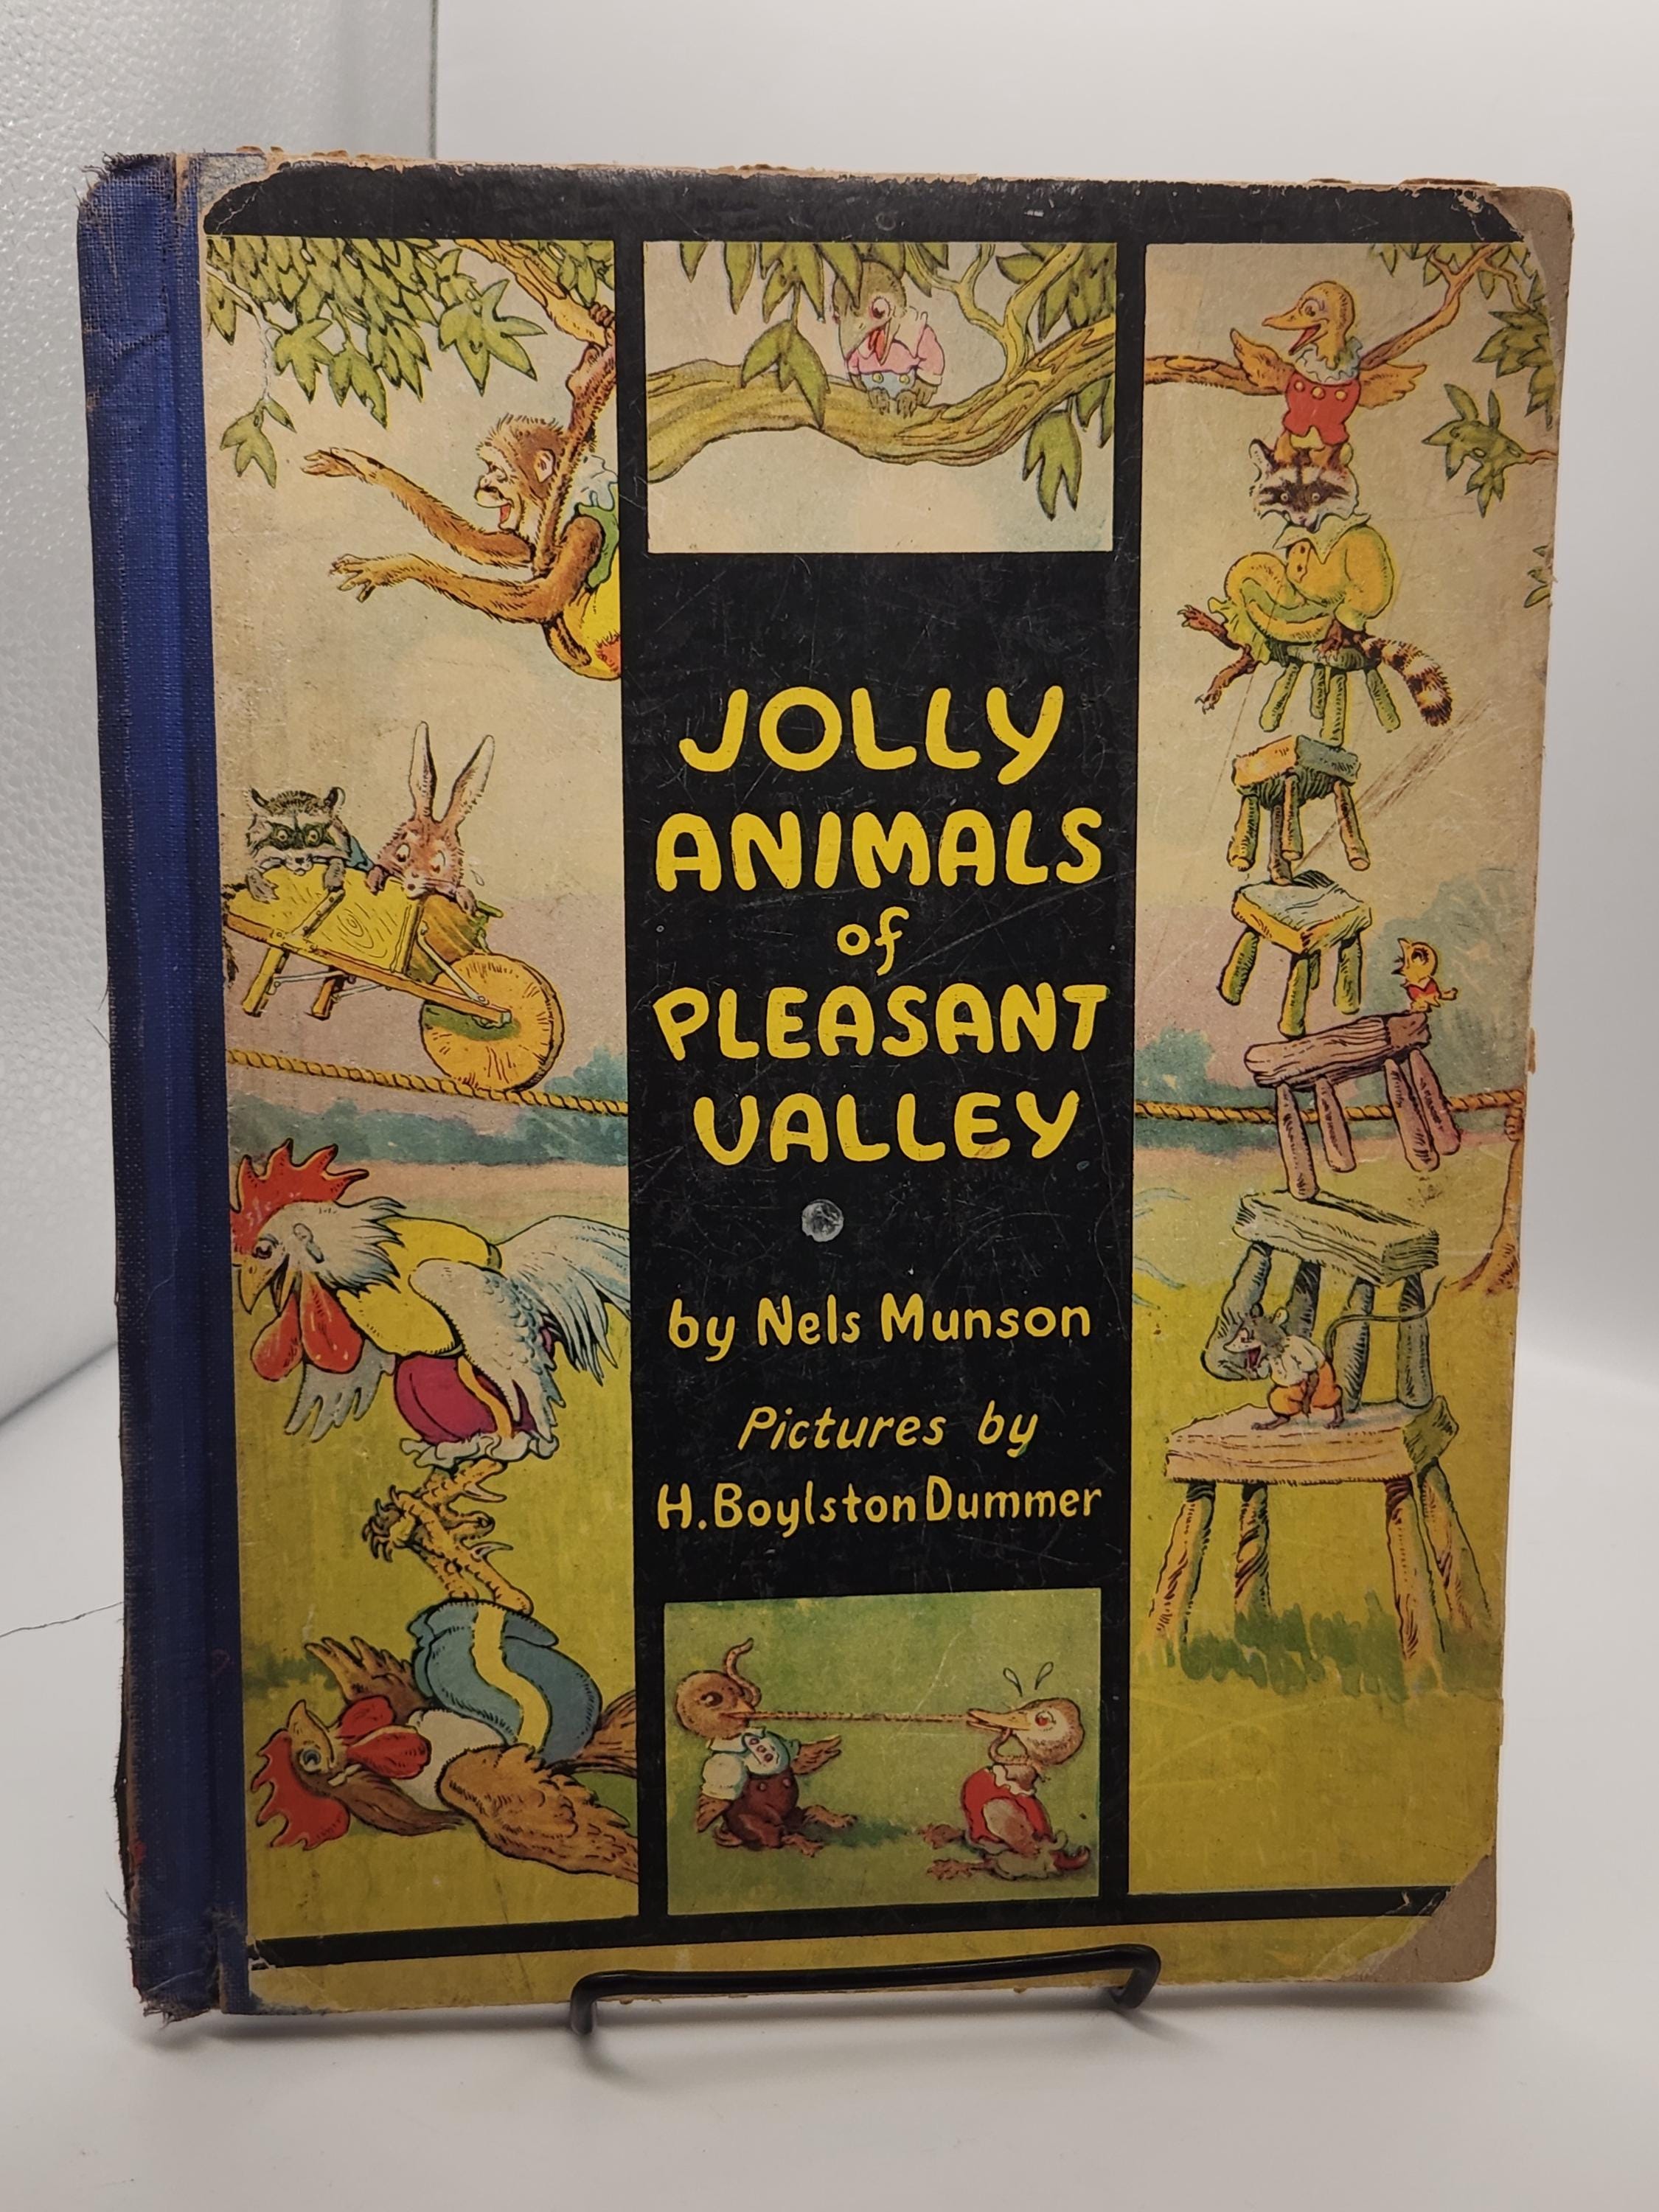 JOLLY
ANIMALS
of
PLEASANT
VALLEY
by Nels Munson
Pictures by
H. Boylston Dummer